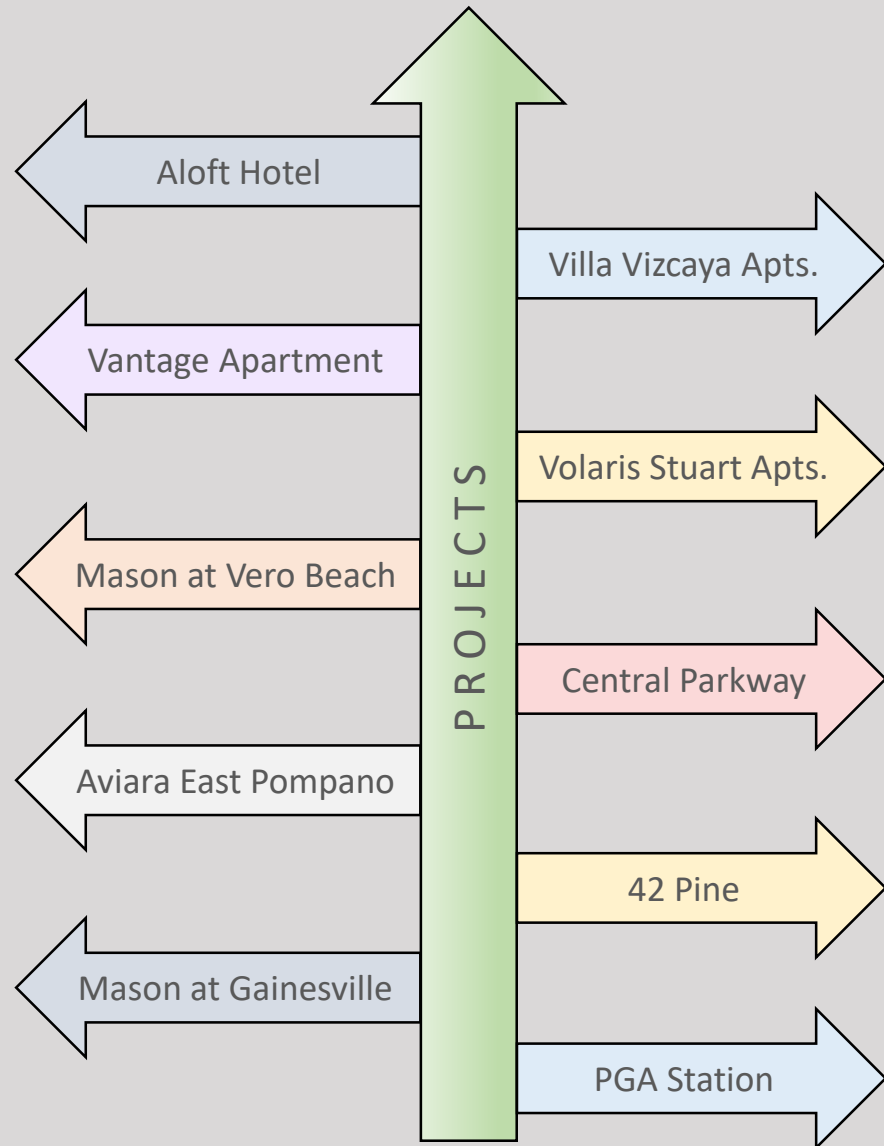 Aloft Hotel
Villa Vizcaya Apts.
Vantage Apartment
Volaris Stuart Apts.
PROJECTS
Mason at Vero Beach
Central Parkway
Aviara East Pompano
42 Pine
Mason at Gainesville
PGA Station